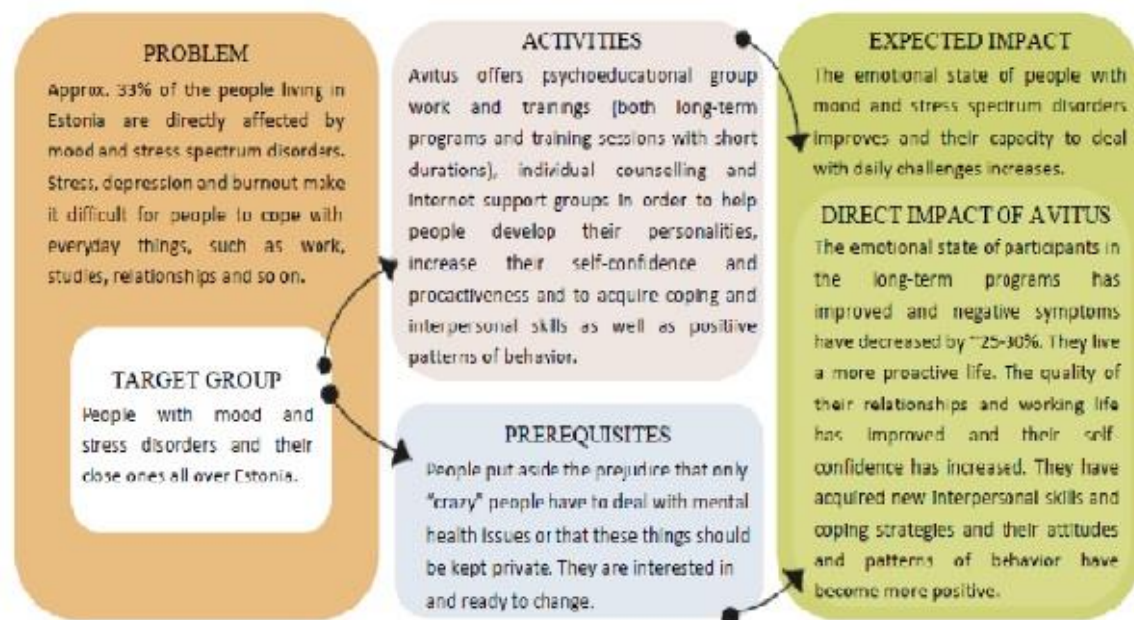 PROBLEM
Approx. 33% of the people living in
Estonia are directly affected by
mood and stress spectrum disorders.
Stress, depression and burnout make
it difficult for people to cope with
everyday things, such as work,
studies, relationships and so on.
TARGET GROUP
People with mood and
stress disorders and their
close ones all over Estonia.
ACTIVITIES
Avitus offers psychoeducational group
work and trainings (both long-term
programs and training sessions with short
durations), individual counselling and
Internet support groups in order to help
people develop their personalities,
increase their self-confidence and
procactiveness and to acquire coping and
interpersonal skills as well as positiive
patterns of behavior.
PREREQUISITES
People put aside the prejudice that only
"crazy" people have to deal with mental
health issues or that these things should
be kept private. They are interested in
and ready to change.
EXPECTED IMPACT
The emotional state of people with
mood and stress spectrum disorders
improves and their capacity to deal
with daily challenges increases.
DIRECT IMPACT OF AVITUS
The emotional state of participants in
the long-term programs has
improved and negative symptoms
have decreased by ~25-30%. They live
a more proactive life. The quality of
their relationships and working life
has improved and their self-
confidence has increased. They have
acquired new interpersonal skills and
coping strategies and their attitudes
and patterns of behavior have
become more positive.